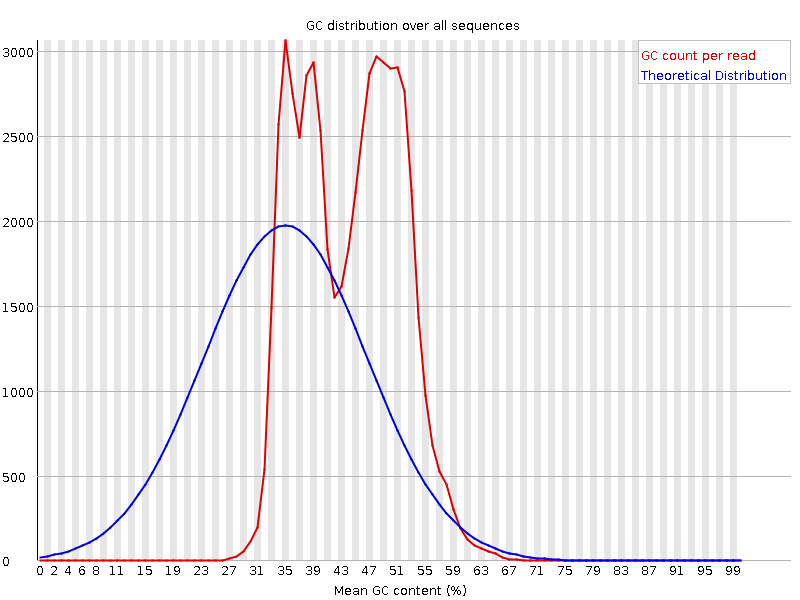 GC distribution over all sequences
GC count per read
Theoretical Distribution
3000
2500
2000
1500
1000
500
0
0 2 4 6 8 11 15 19 23 27 31 35 39 43 47 51 55 59 63 67 71 75 79 83 87 91 95 99
Mean GC content (%)